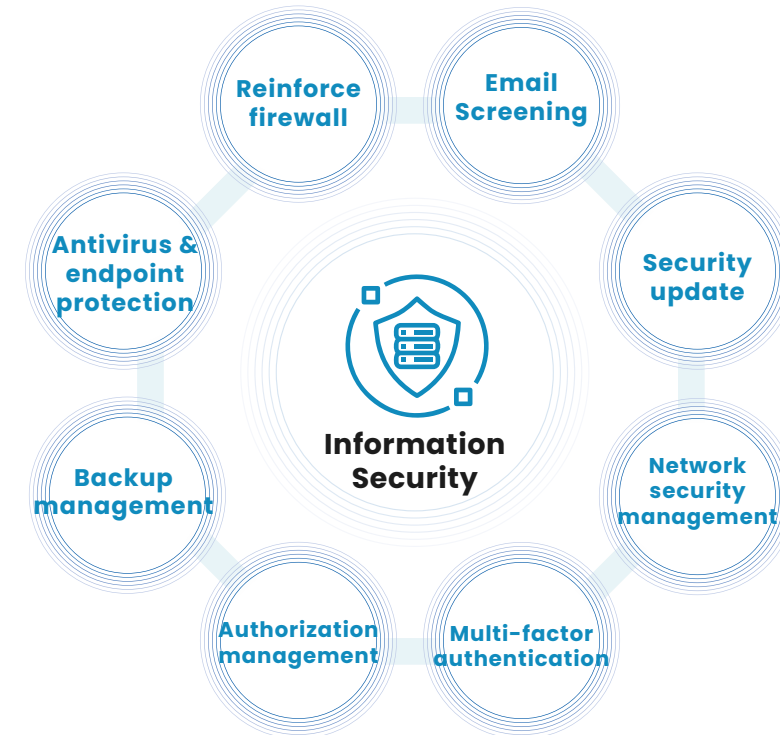 Reinforce
firewall
Email
Screening
Antivirus &
endpoint
protection
Security
update
Information
Security
Backup
management
Network
security
management
Authorization
management
Multi-factor
authentication